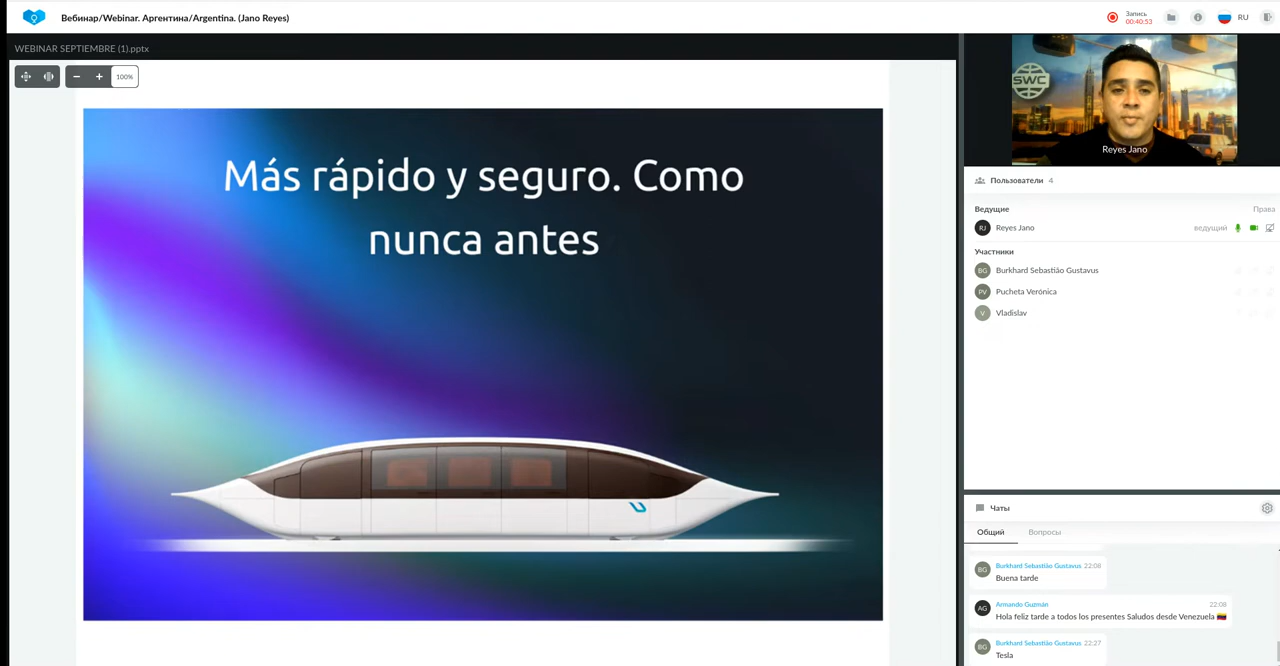 Вебинар/Webinar. Аргентина/Argentina. (Jano Reyes)
Запись
00:40:53
RU
WEBINAR SEPTIEMBRE (1).pptx
100%
Más rápido y seguro. Como
nunca antes
SWC
Reyes Jano
Пользователи 4
Ведущие
Права
RJ
Reyes Jano
ведущий
Участники
BG
Burkhard Sebastião Gustavus
PV
Pucheta Verónica
V
Vladislav
Чаты
Общий
Вопросы
BG
Burkhard Sebastião Gustavus 22:08
Buena tarde
AG
Armando Guzmán 22:08
Hola feliz tarde a todos los presentes Saludos desde Venezuela
BG
Burkhard Sebastião Gustavus 22:27
Tesla